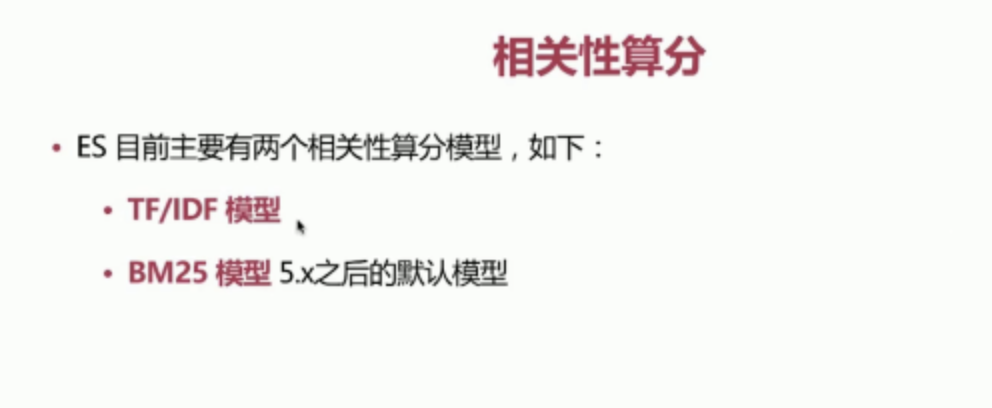 相关性算分
• ES 目前主要有两个相关性算分模型，如下：
• TF/IDF 模型
• BM25 模型 5.x之后的默认模型